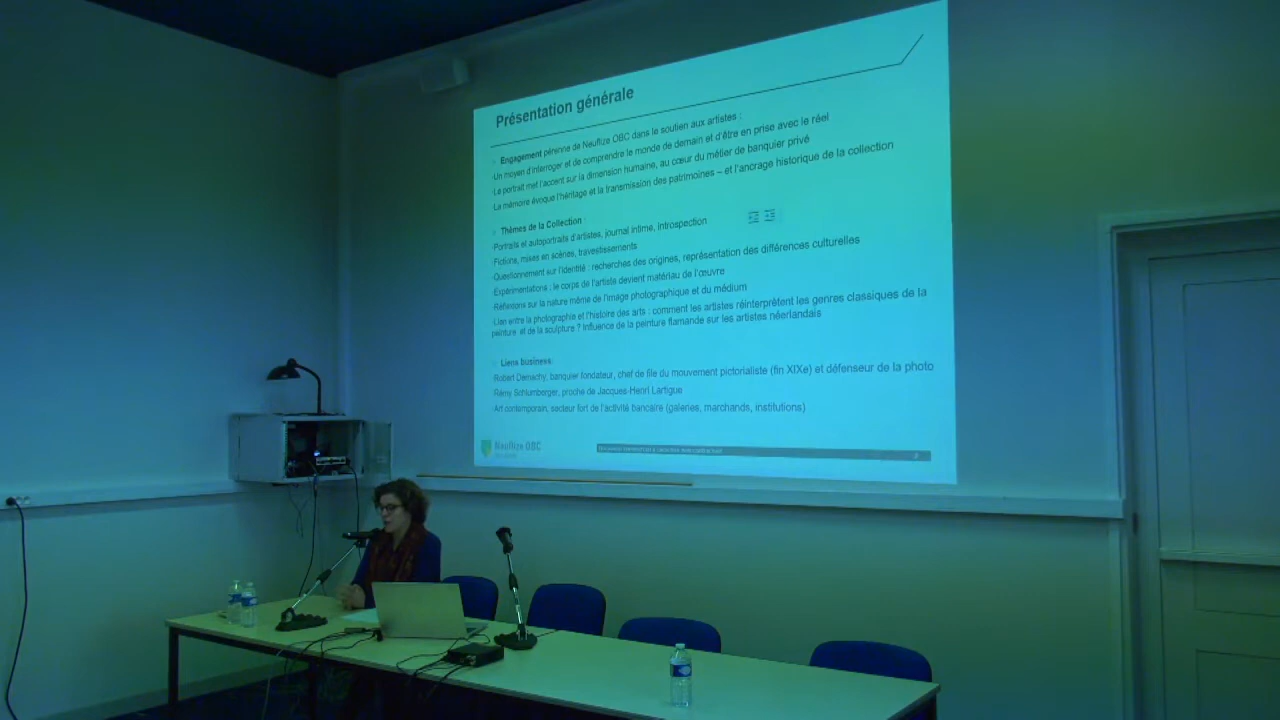 Présentation générale
Engagement pérenne de Neuflize OBC dans le soutien aux artistes :
Un moyen d'interroger et de comprendre le monde de demain et d'être en prise avec le réel
Le portrait met l'accent sur la dimension humaine, au cœur du métier de banquier privé
La mémoire évoque l'héritage et la transmission des patrimoines – et l'ancrage historique de la collection
Thèmes de la Collection :
Portraits et autoportraits d'artistes, journal intime, introspection
Fictions, mises en scènes, travestissements
Questionnement sur l'identité : recherches des origines, représentation des différences culturelles
Expérimentations : le corps de l'artiste devient matériau de l'œuvre
Réflexions sur la nature même de l'image photographique et du médium
Lien entre la photographie et l'histoire des arts : comment les artistes réinterprètent les genres classiques de la
peinture et de la sculpture ? Influence de la peinture flamande sur les artistes néerlandais
Liens business:
Robert Demachy, banquier fondateur, chef de file du mouvement pictorialiste (fin XIXe) et défenseur de la photo
Rémy Schlumberger, proche de Jacques-Henri Lartigue
Art contemporain, secteur fort de l'activité bancaire (galeries, marchands, institutions)
Neuflize OBC